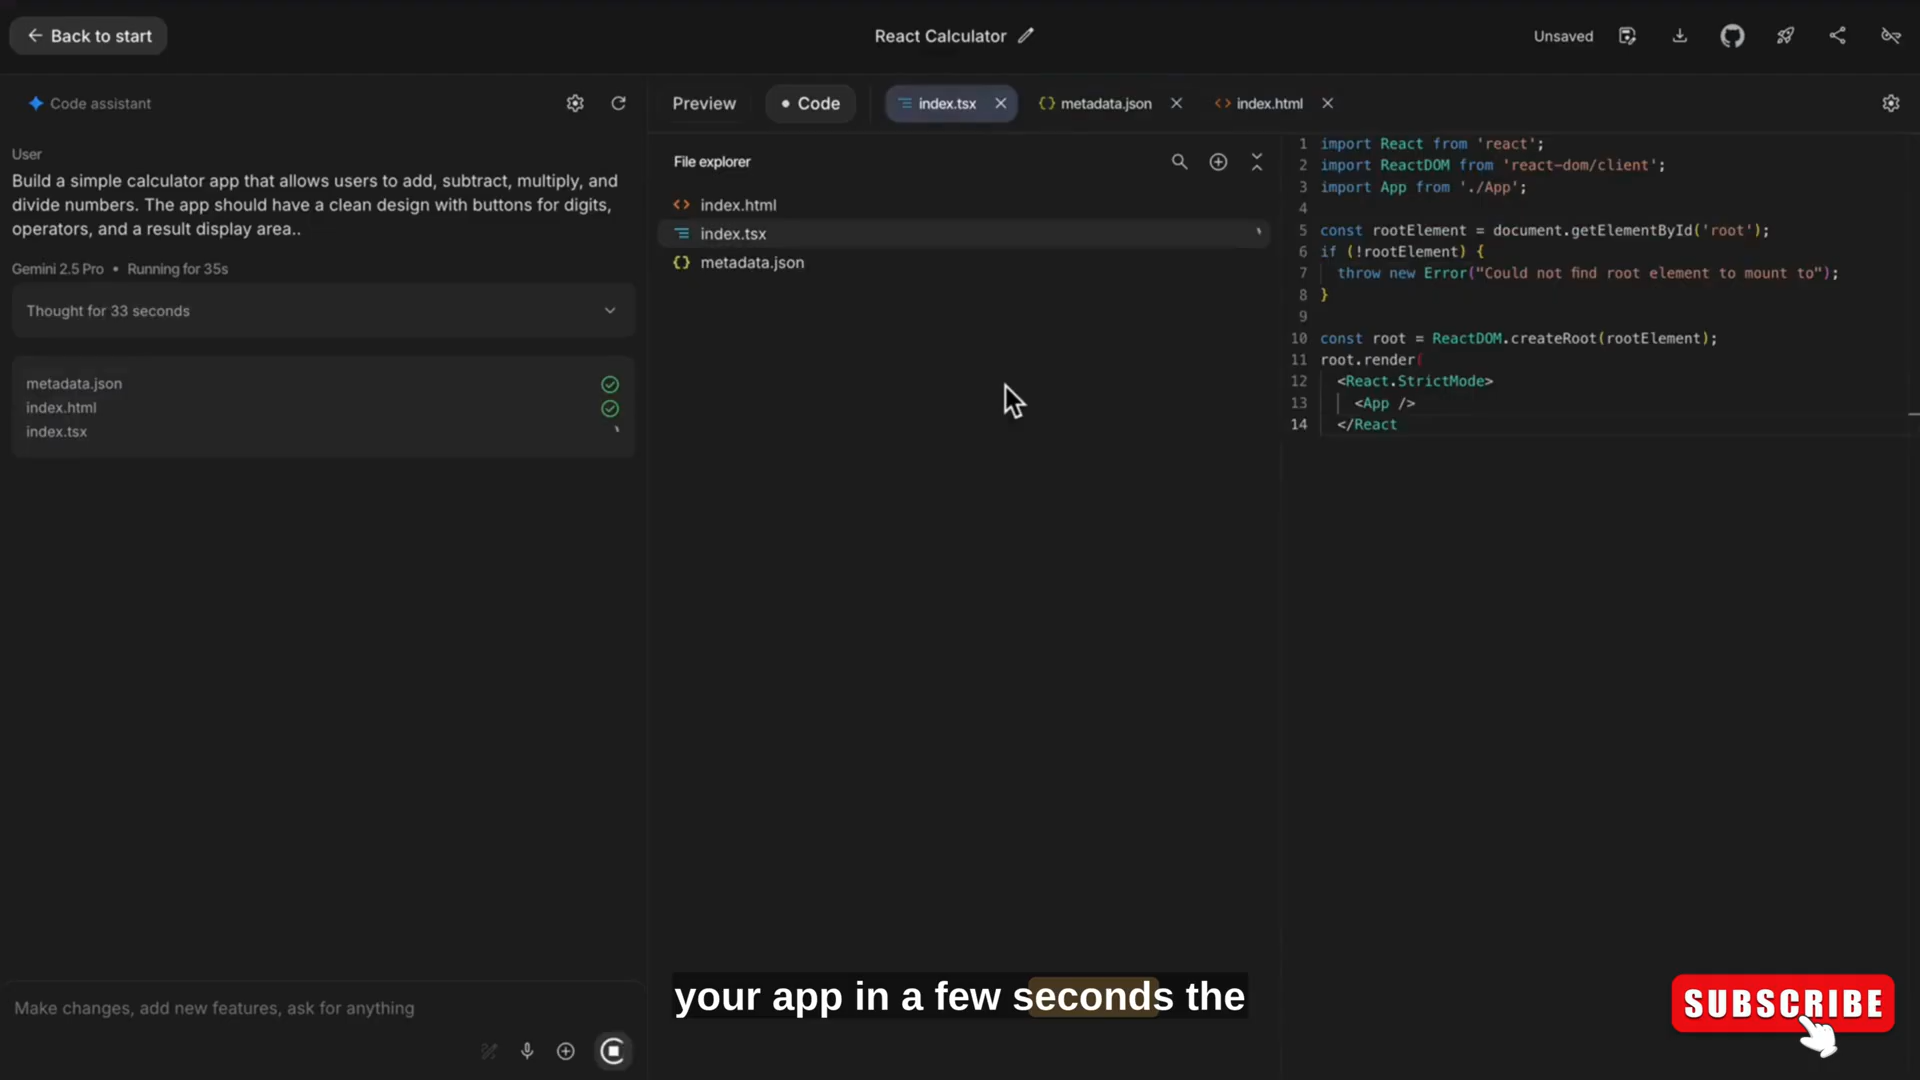 Back to start
React Calculator
Unsaved
Code assistant
Preview
Code
index.tsx
metadata.json
index.html
User
Build a simple calculator app that allows users to add, subtract, multiply, and
divide numbers. The app should have a clean design with buttons for digits,
operators, and a result display area..
Gemini 2.5 Pro • Running for 35s
Thought for 33 seconds
metadata.json
index.html
index.tsx
Make changes, add new features, ask for anything
File explorer
index.html
index.tsx
metadata.json
1 import React from 'react';
2 import ReactDOM from 'react-dom/client';
3 import App from './App';
4
5 const rootElement = document.getElementById('root');
6 if (!rootElement) {
7 throw new Error("Could not find root element to mount to");
8 }
9
10 const root = ReactDOM.createRoot(rootElement);
11 root.render(
12 <React.StrictMode>
13 <App />
14 </React
your app in a few seconds the
SUBSCRIBE